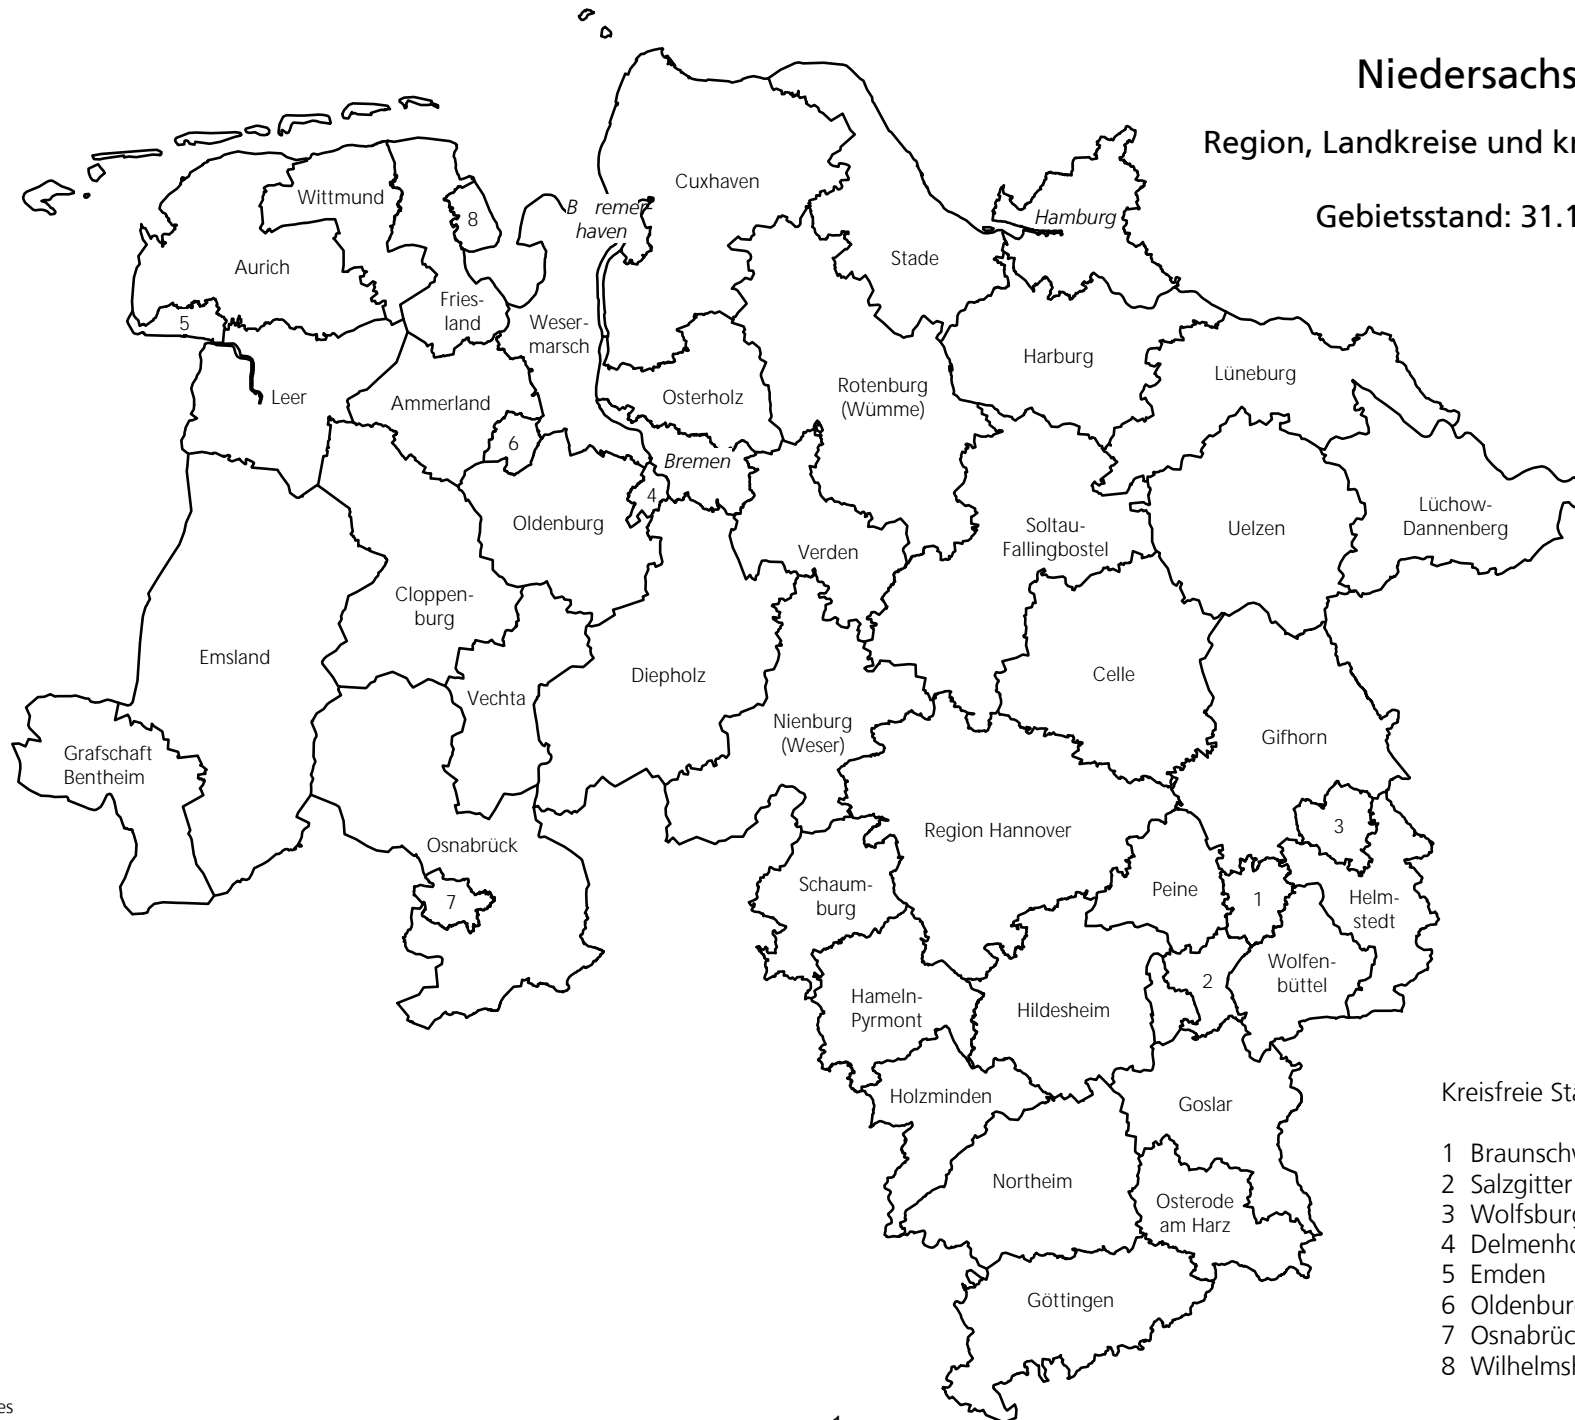 Niedersachs
Region, Landkreise und kr
Gebietsstand: 31.1
Wittmund
Cuxhaven
B remer-
haven
8
Hamburg
Aurich
Stade
Fries-
land
5
Weser-
marsch
Harburg
Lüneburg
Leer
Ammerland
Osterholz
Rotenburg
(Wümme)
6
Bremen
4
Oldenburg
Verden
Soltau-
Fallingbostel
Uelzen
Lüchow-
Dannenberg
Cloppen-
burg
Emsland
Vechta
Diepholz
Celle
Nienburg
(Weser)
Gifhorn
Grafschaft
Bentheim
Osnabrück
Region Hannover
3
7
Schaum-
burg
Peine
1
Helm-
stedt
Hameln-
Pyrmont
Hildesheim
2
Wolfen-
büttel
Holzminden
Goslar
Northeim
Osterode
am Harz
Göttingen
Kreisfreie Stä
1 Braunschw
2 Salzgitter
3 Wolfsburg
4 Delmenho
5 Emden
6 Oldenburg
7 Osnabrüc
8 Wilhelmsh
es